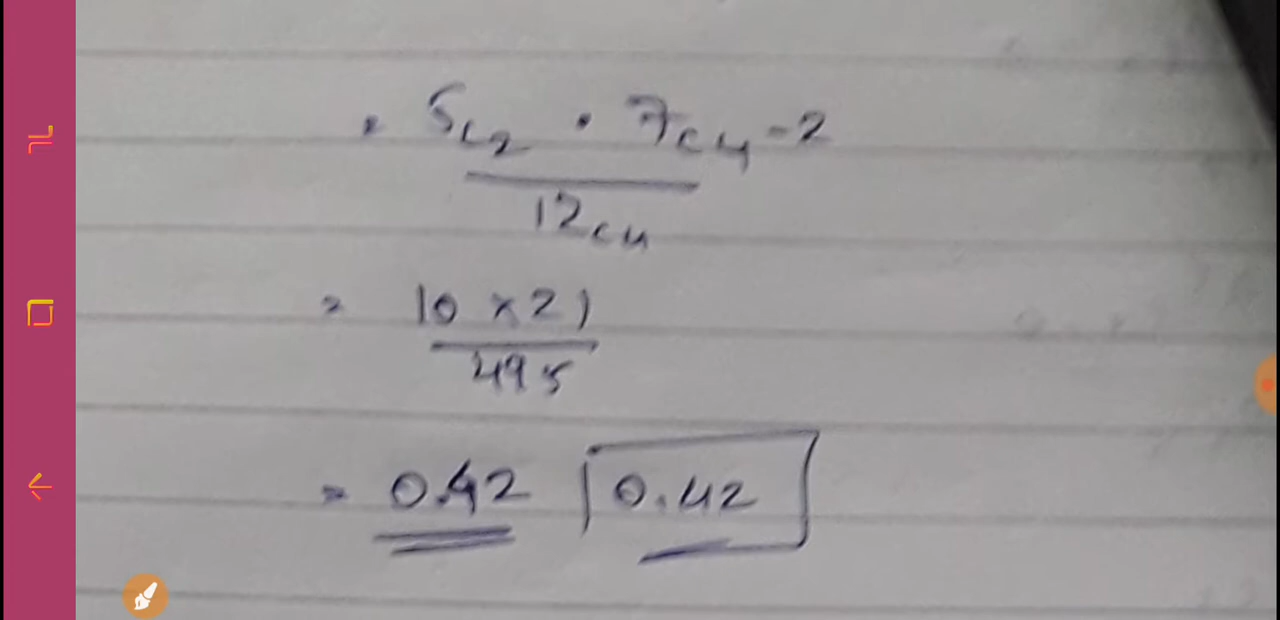 = 5c2 . 7c4-2
12c4
= 10 x 21
495
= 0.42 0.42